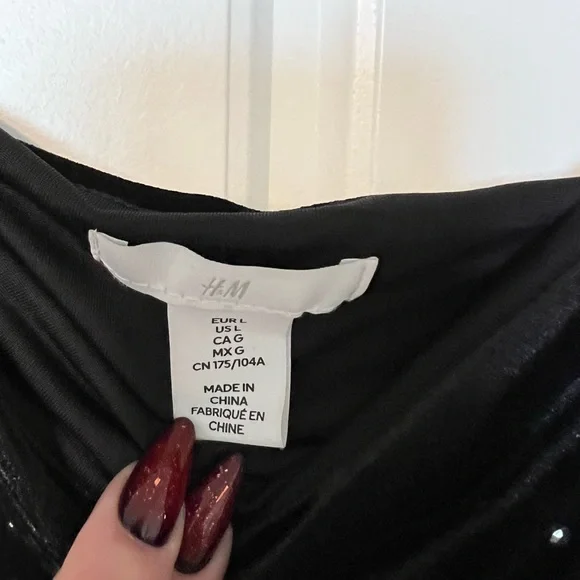 H&M
EUR L
US L
CA G
MX G
CN 175/104A
MADE IN
CHINA
FABRIQUÉ EN
CHINE